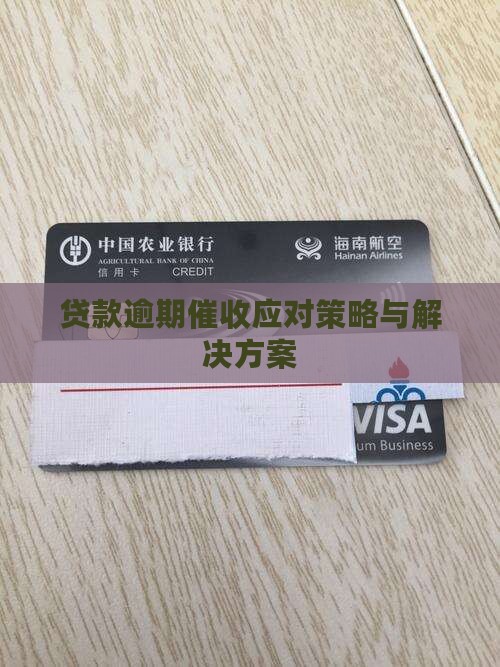 中国农业银行
AGRICULTURAL BANK OF CHINA
信用卡 CREDIT
海南航空
Hainan Airlines
贷款逾期催收应对策略与解
决方案
VISA
um Business